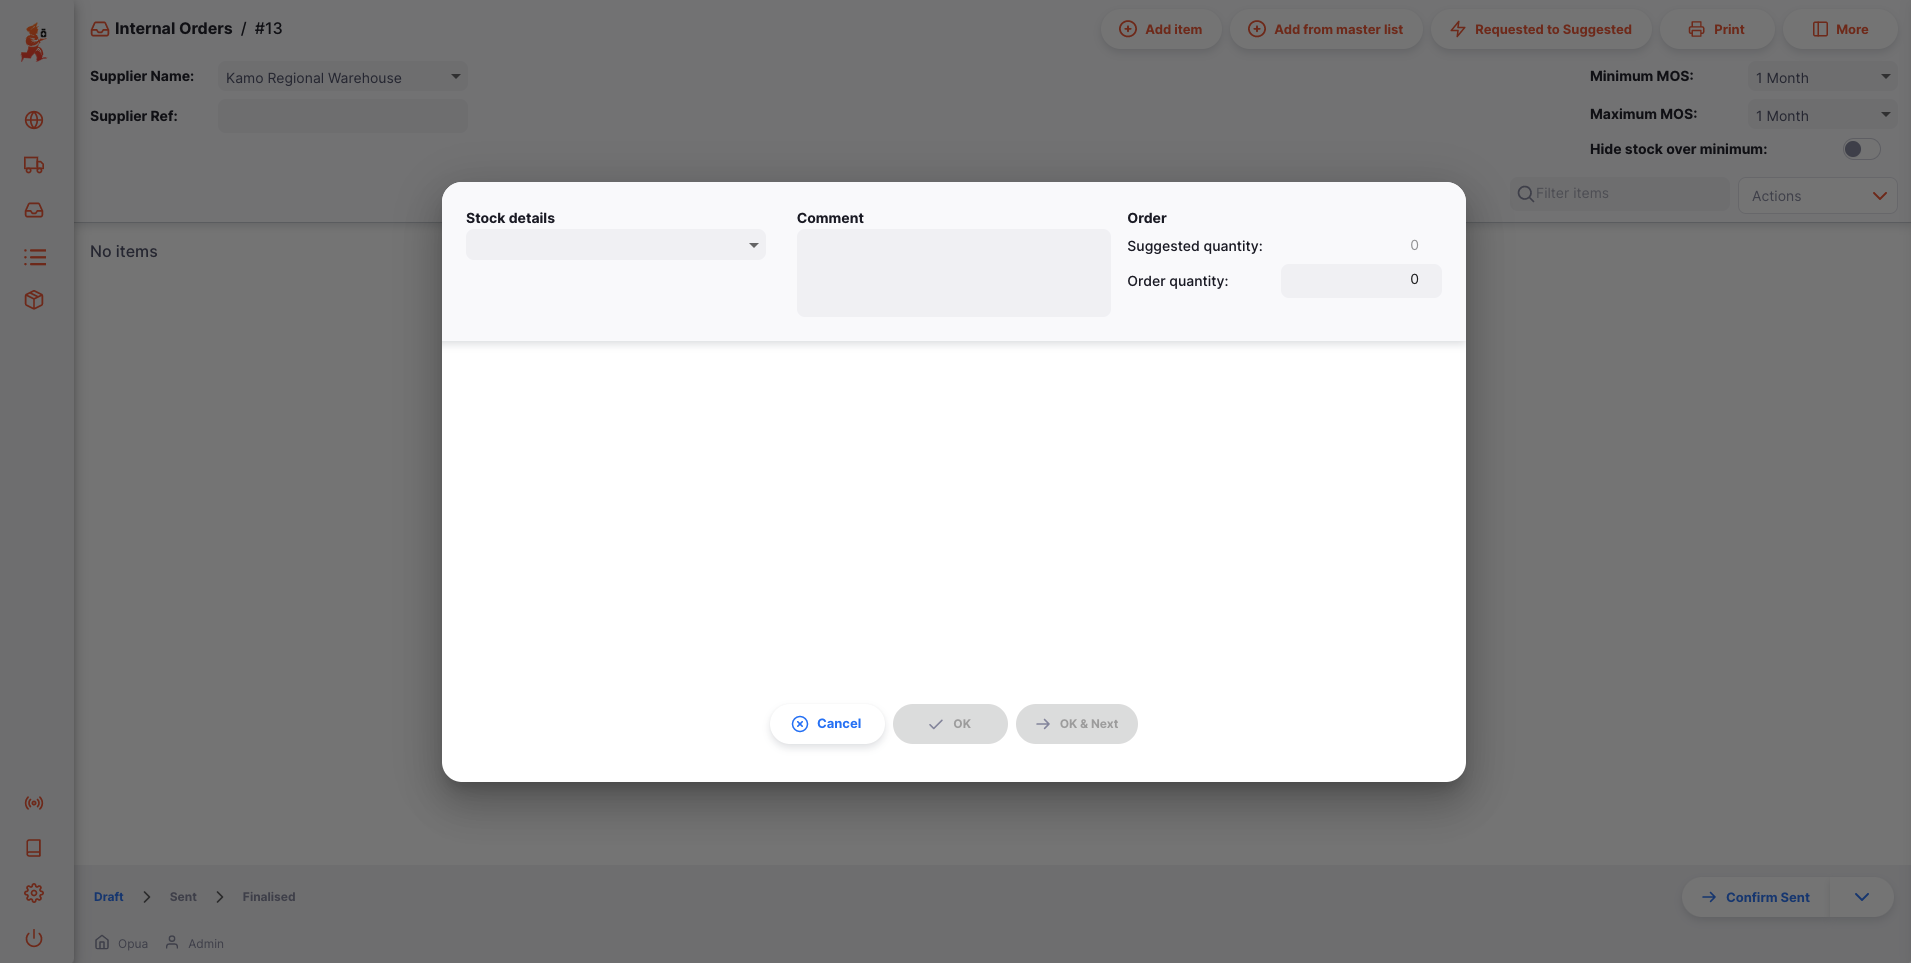 Internal Orders / #13
Add item
Add from master list
Requested to Suggested
Print
More
Supplier Name: Kamo Regional Warehouse
Minimum MOS: 1 Month
Supplier Ref:
Maximum MOS: 1 Month
Hide stock over minimum:
Filter items
Actions
No items
Stock details
Comment
Order
Suggested quantity: 0
Order quantity: 0
Cancel
OK
OK & Next
Draft
Sent
Finalised
Confirm Sent
Opua
Admin